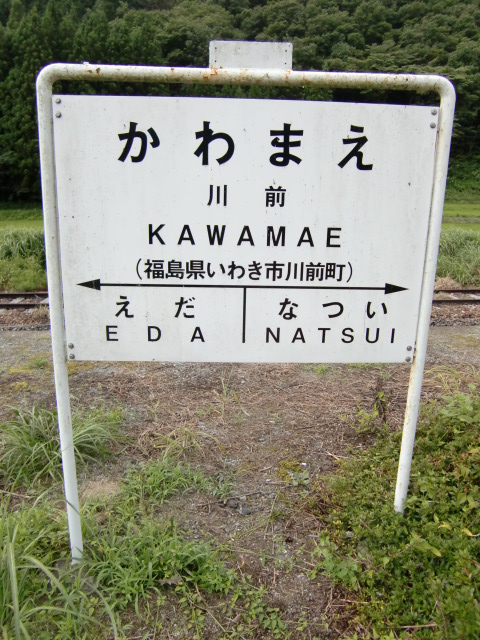 かわまえ
川前
KAWAMAE
(福島県いわき市川前町)
えだ なつい
EDA NATSUI